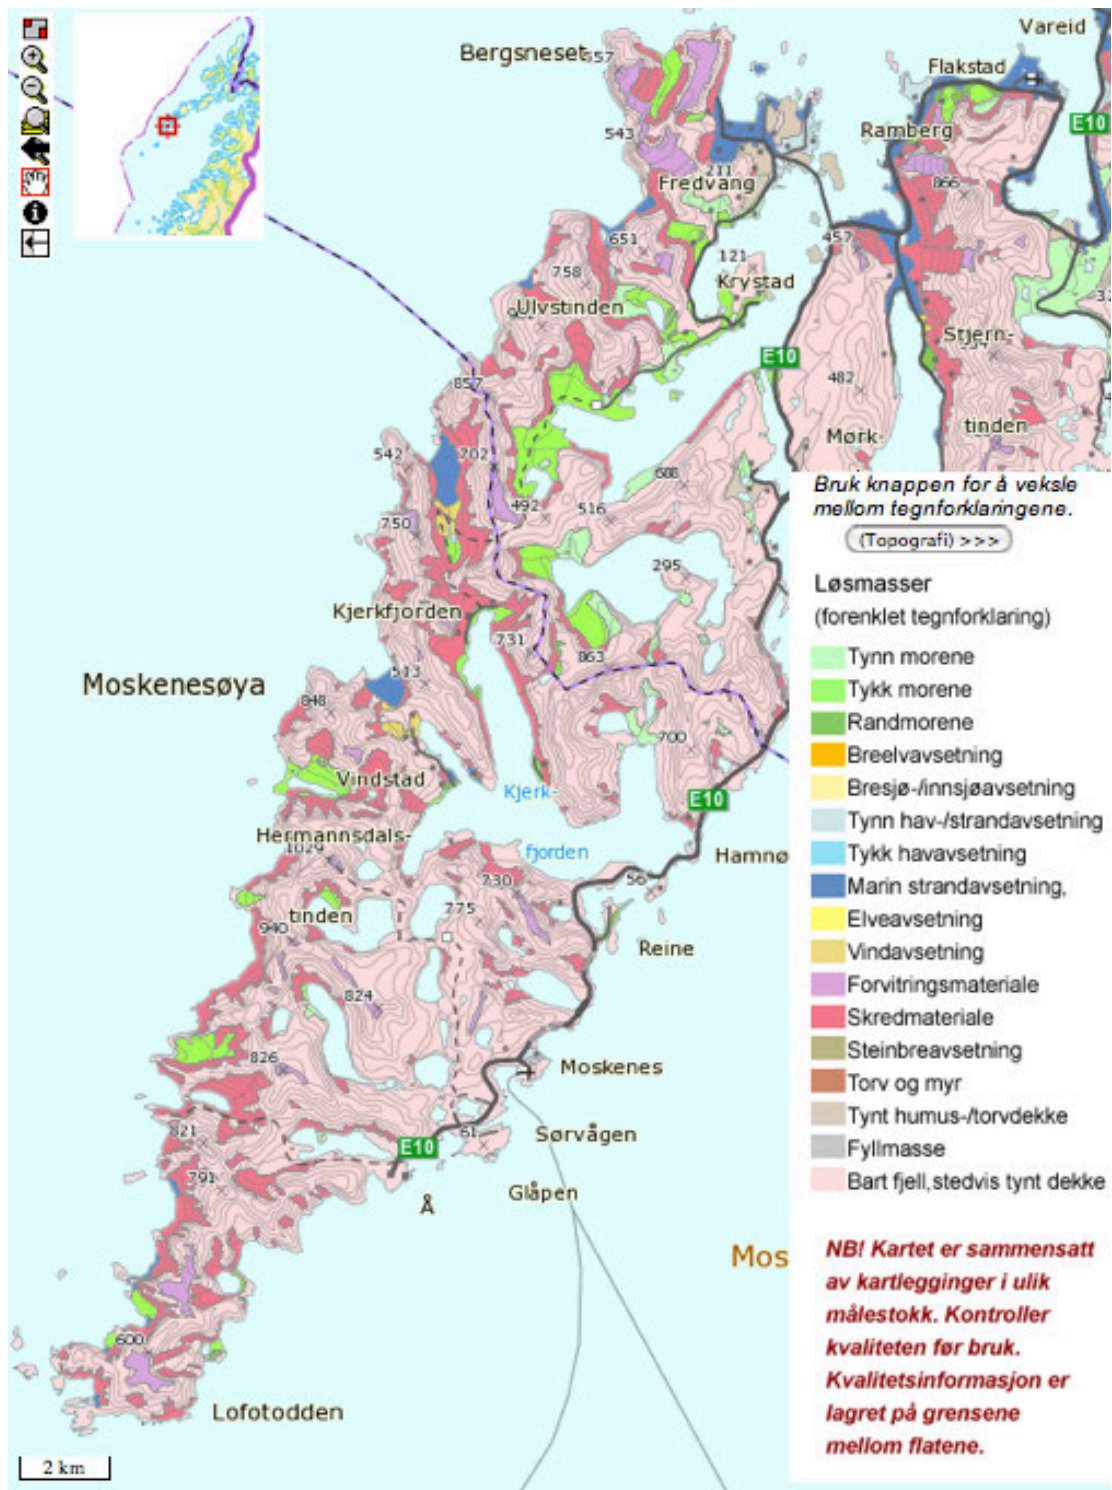 Vareid
Bergsneset
557
Flakstad
E10
543
Ramberg
211
Fredvang
866
651
457
121
758
Krystad
Ulvstinden
Stjern-
E10
857
482
tinden
Mørk-
542
702
688
492
516
750
295
Kjerkfjorden
731
863
513
Moskenesøya
848
700
Vindstad
Kjerk-
E10
Hermannsdals-
fjorden
Hamnø
1029
730
56
775
tinden
940
Reine
824
826
Moskenes
821
61
Sørvågen
E10
791
Glåpen
Å
Mos
600
Lofotodden
2 km
Bruk knappen for å veksle
mellom tegnforklaringene.
(Topografi) >>>
Løsmasser
(forenklet tegnforklaring)
Tynn morene
Tykk morene
Randmorene
Breelvavsetning
Bresjø-/innsjøavsetning
Tynn hav-/strandavsetning
Tykk havavsetning
Marin strandavsetning,
Elveavsetning
Vindavsetning
Forvitringsmateriale
Skredmateriale
Steinbreavsetning
Torv og myr
Tynt humus-/torvdekke
Fyllmasse
Bart fjell,stedvis tynt dekke
NB! Kartet er sammensatt
av kartlegginger i ulik
målestokk. Kontroller
kvaliteten før bruk.
Kvalitetsinformasjon er
lagret på grensene
mellom flatene.